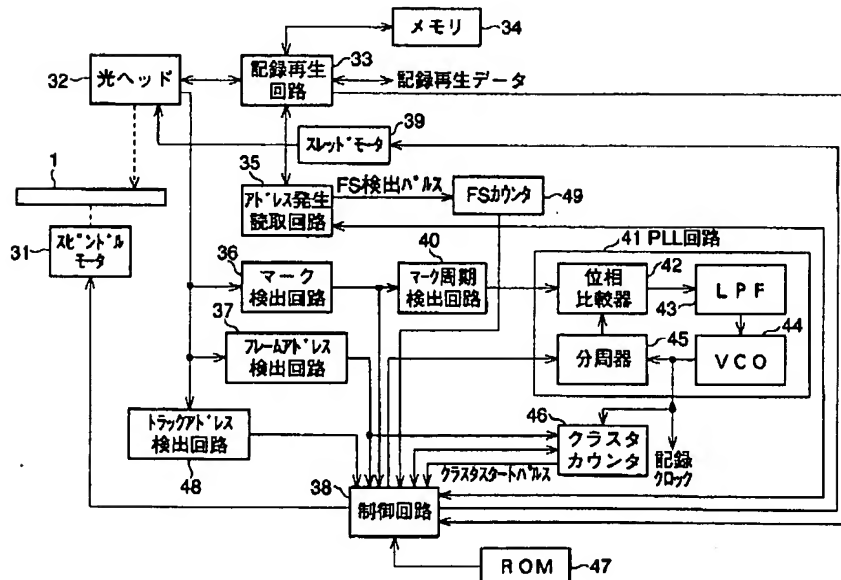 メモリ
34
33
記録再生
回路
32
光ヘッド
記録再生データ
39
スレッドモータ
1
35
アドレス発生
読取回路
FS検出パルス
FSカウンタ
49
31
スピンドル
モータ
36
マーク
検出回路
40
マーク周期
検出回路
41 PLL回路
42
位相
比較器
LPF
43
44
VCO
45
分周器
37
フレームアドレス
検出回路
46
クラスタ
カウンタ
記録
クロック
トラックアドレス
検出回路
48
クラスタスタートパルス
38
制御回路
ROM
47